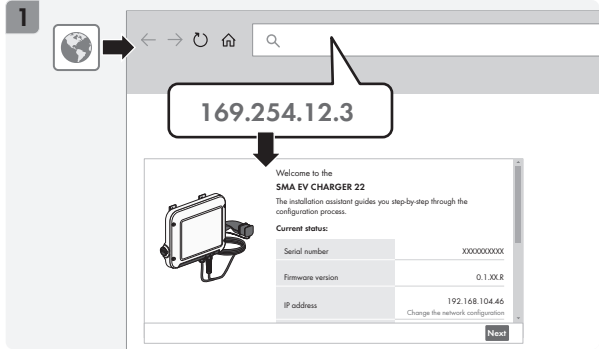 1
169.254.12.3
Welcome to the
SMA EV CHARGER 22
The installation assistant guides you step-by-step through the
configuration process.
Current status:
Serial number XXXXXXXXXX
Firmware version 0.1.XX.R
IP address 192.168.104.46
Change the network configuration
Next